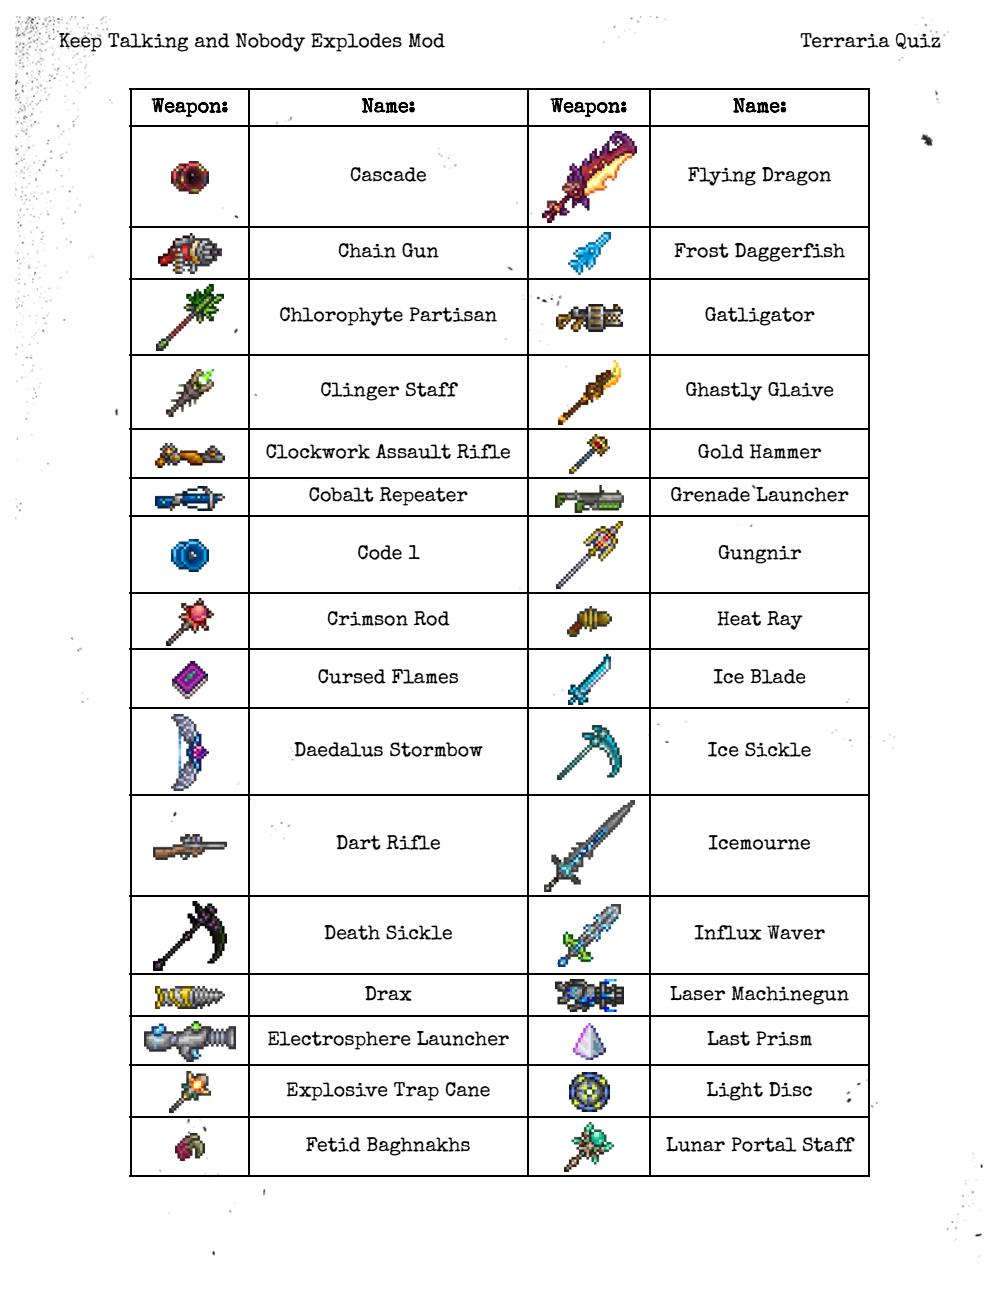 Keep Talking and Nobody Explodes Mod Terraria Quiz
Weapon: Name: Weapon: Name:
Cascade Flying Dragon
Chain Gun Frost Daggerfish
Chlorophyte Partisan Gatligator
Clinger Staff Ghastly Glaive
Clockwork Assault Rifle Gold Hammer
Cobalt Repeater Grenade Launcher
Code 1 Gungnir
Crimson Rod Heat Ray
Cursed Flames Ice Blade
Daedalus Stormbow Ice Sickle
Dart Rifle Icemourne
Death Sickle Influx Waver
Drax Laser Machinegun
Electrosphere Launcher Last Prism
Explosive Trap Cane Light Disc
Fetid Baghnakhs Lunar Portal Staff